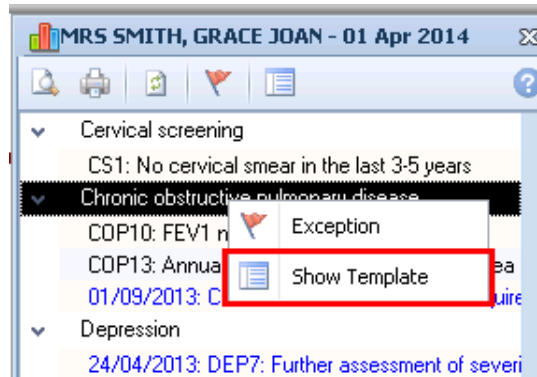 MRS SMITH, GRACE JOAN - 01 Apr 2014
Cervical screening
CS1: No cervical smear in the last 3-5 years
Chronic obstructive pulmonary disease
COP10: FEV1 n
Exception
COP13: Annua
ea
Show Template
01/09/2013: C
uire
Depression
24/04/2013: DEP7: Further assessment of severi